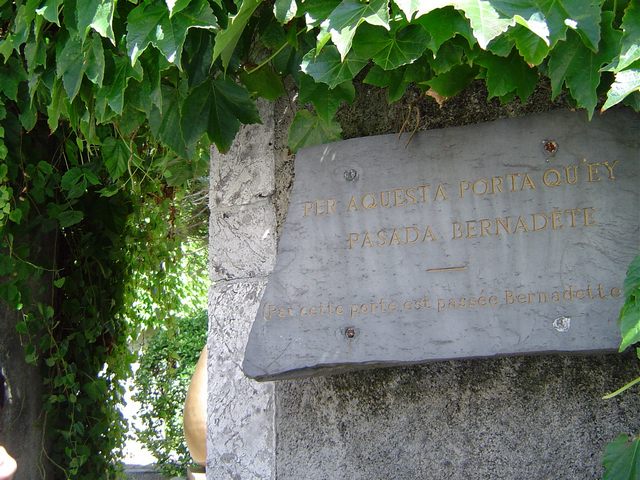 PER AQUESTA PORTA QU'EY
PASADA BERNADETE
(Par cette porte est passée Bernadette